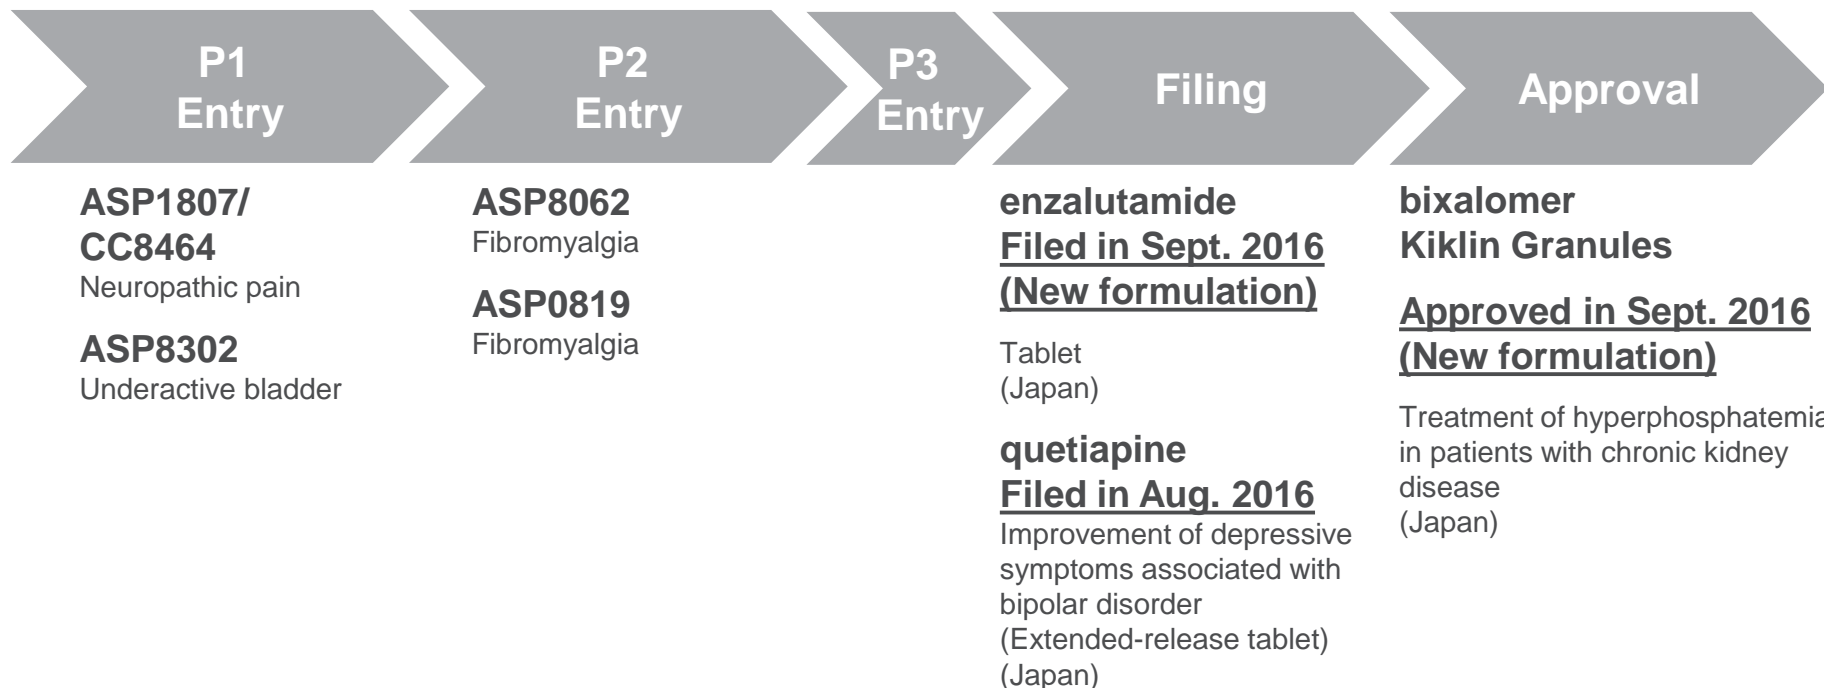 P1
Entry
P2
Entry
P3
Entry
Filing
Approval
ASP1807/
CC8464
Neuropathic pain
ASP8302
Underactive bladder
ASP8062
Fibromyalgia
ASP0819
Fibromyalgia
enzalutamide
Filed in Sept. 2016
(New formulation)
Tablet
(Japan)
quetiapine
Filed in Aug. 2016
Improvement of depressive
symptoms associated with
bipolar disorder
(Extended-release tablet)
(Japan)
bixalomer
Kiklin Granules
Approved in Sept. 2016
(New formulation)
Treatment of hyperphosphatemia
in patients with chronic kidney
disease
(Japan)